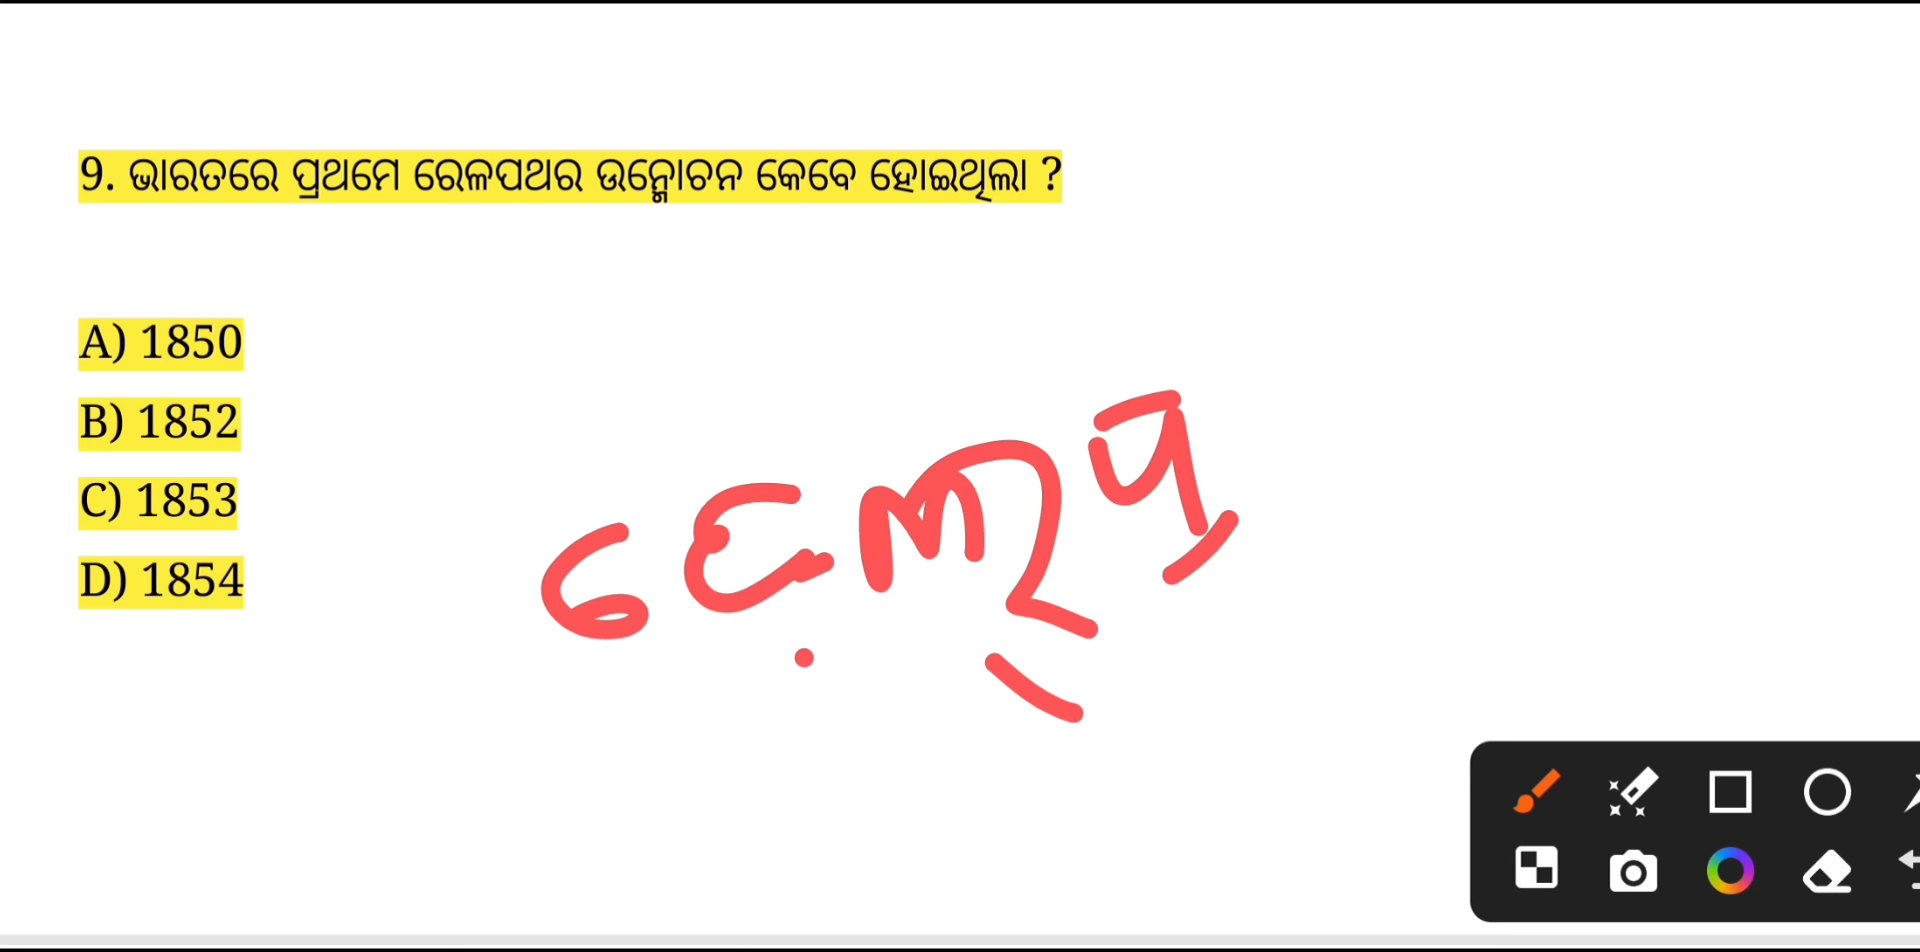 9. ଭାରତରେ ପ୍ରଥମେ ରେଳପଥର ଉନ୍ମୋଚନ କେବେ ହୋଇଥିଲା ?
A) 1850
B) 1852
C) 1853
D) 1854